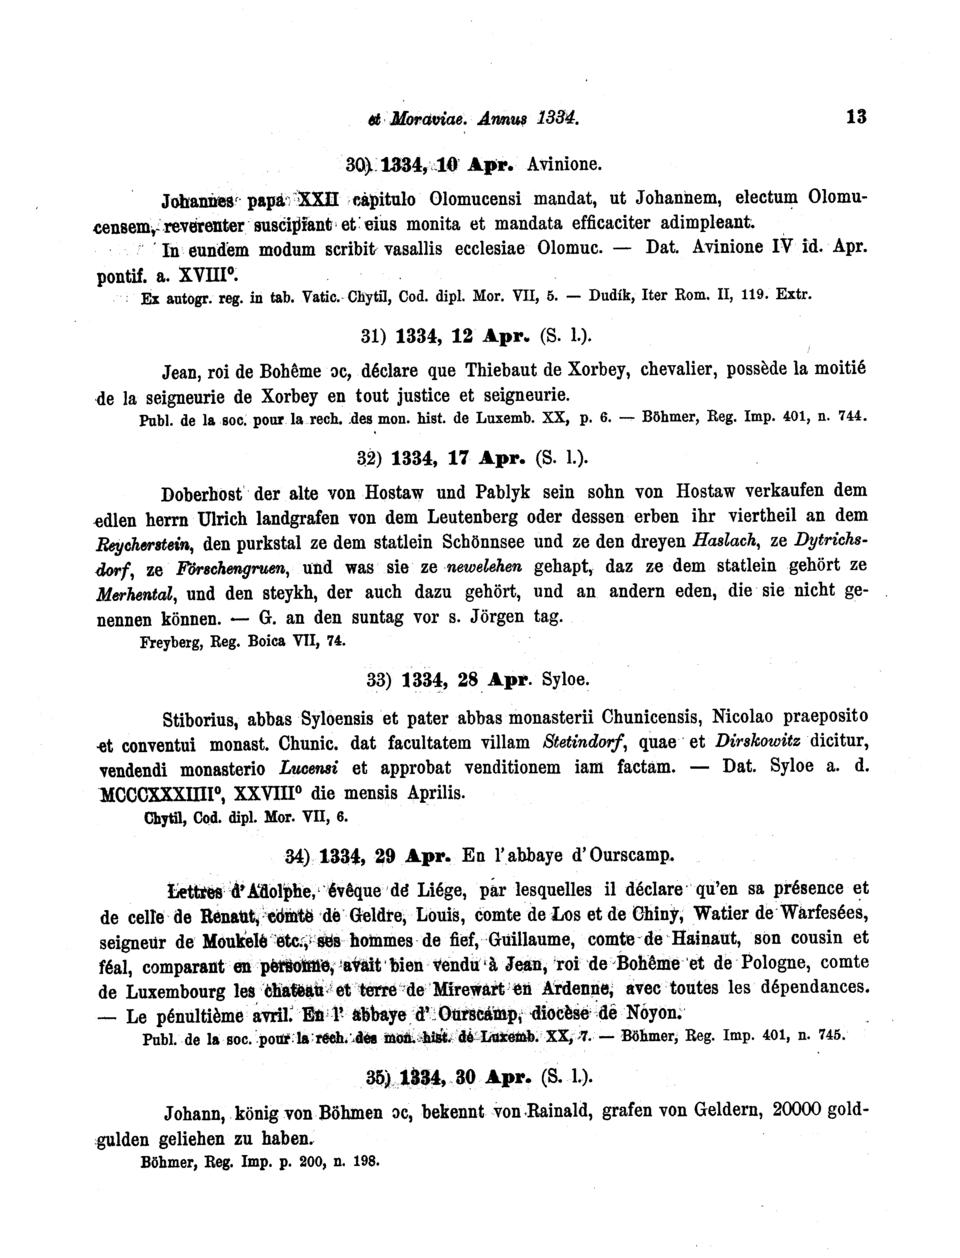 et Moraviae. Annus 1334. 13
30) 1334, 10 Apr. Avinione.
Johannes papa XXII capitulo Olomucensi mandat, ut Johannem, electum Olomu-
censem, reverenter suscipiant et eius monita et mandata efficaciter adimpleant.
In eundem modum scribit vasallis ecclesiae Olomuc. — Dat. Avinione IV id. Apr.
pontif. a. XVIII⁰.
Ex autogr. reg. in tab. Vatic. Chytil, Cod. dipl. Mor. VII, 5. — Dudík, Iter Rom. II, 119. Extr.
31) 1334, 12 Apr. (S. l.).
Jean, roi de Bohême ɔc, déclare que Thiebaut de Xorbey, chevalier, possède la moitié
de la seigneurie de Xorbey en tout justice et seigneurie.
Publ. de la soc. pour la rech. des mon. hist. de Luxemb. XX, p. 6. — Böhmer, Reg. Imp. 401, n. 744.
32) 1334, 17 Apr. (S. l.).
Doberhost der alte von Hostaw und Pablyk sein sohn von Hostaw verkaufen dem
edlen herrn Ulrich landgrafen von dem Leutenberg oder dessen erben ihr viertheil an dem
Reycherstein, den purkstal ze dem statlein Schönnsee und ze den dreyen Haslach, ze Dytrichs-
dorf, ze Förschengruen, und was sie ze newelehen gehapt, daz ze dem statlein gehört ze
Merhental, und den steykh, der auch dazu gehört, und an andern eden, die sie nicht ge-
nennen können. — G. an den suntag vor s. Jörgen tag.
Freyberg, Reg. Boica VII, 74.
33) 1334, 28 Apr. Syloe.
Stiborius, abbas Syloensis et pater abbas monasterii Chunicensis, Nicolao praeposito
et conventui monast. Chunic. dat facultatem villam Stetindorf, quae et Dirskowitz dicitur,
vendendi monasterio Lucensi et approbat venditionem iam factam. — Dat. Syloe a. d.
MCCCXXXIIII⁰, XXVIII⁰ die mensis Aprilis.
Chytil, Cod. dipl. Mor. VII, 6.
34) 1334, 29 Apr. En l'abbaye d'Ourscamp.
Lettres d'Adolphe, évêque de Liége, par lesquelles il déclare qu'en sa présence et
de celle de Renaut, comte de Geldre, Louis, comte de Los et de Chiny, Watier de Warfesées,
seigneur de Moukelé etc., ses hommes de fief, Guillaume, comte de Hainaut, son cousin et
féal, comparant en personne, avait bien vendu à Jean, roi de Bohême et de Pologne, comte
de Luxembourg les chateau et terre de Mirewart en Ardenne, avec toutes les dépendances.
— Le pénultième avril. En l' abbaye d' Ourscamp, diocèse de Noyon.
Publ. de la soc. pour la rech. des mon. hist. de Luxemb. XX, 7. — Böhmer, Reg. Imp. 401, n. 745.
35) 1334, 30 Apr. (S. l.).
Johann, könig von Böhmen ɔc, bekennt von Rainald, grafen von Geldern, 20000 gold-
gulden geliehen zu haben.
Böhmer, Reg. Imp. p. 200, n. 198.